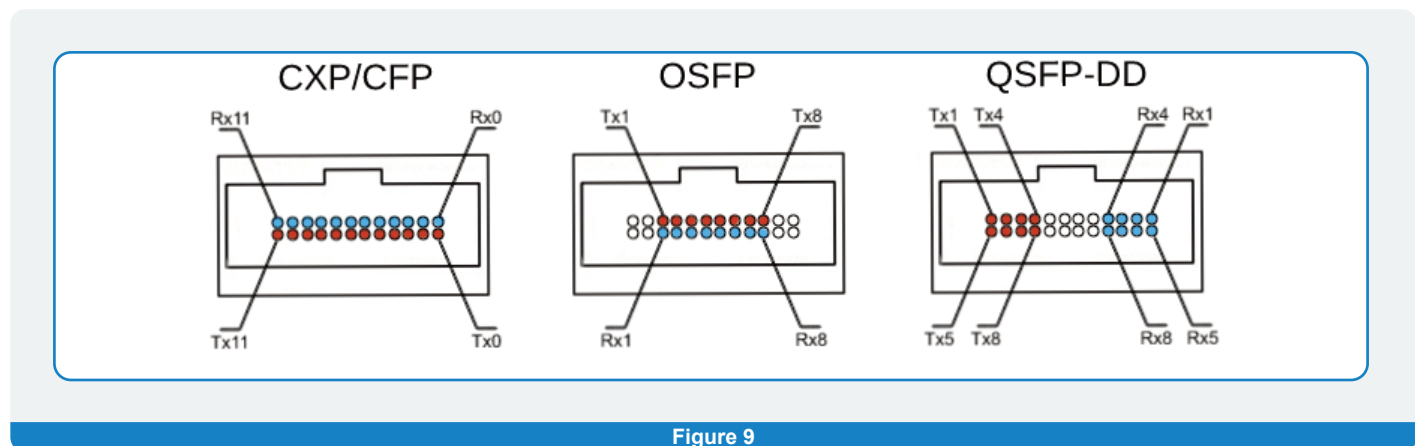 CXP/CFP OSFP QSFP-DD
Rx11 Rx0 Tx1 Tx8 Tx1 Tx4 Rx4 Rx1
Tx11 Tx0 Rx1 Rx8 Tx5 Tx8 Rx8 Rx5
Figure 9